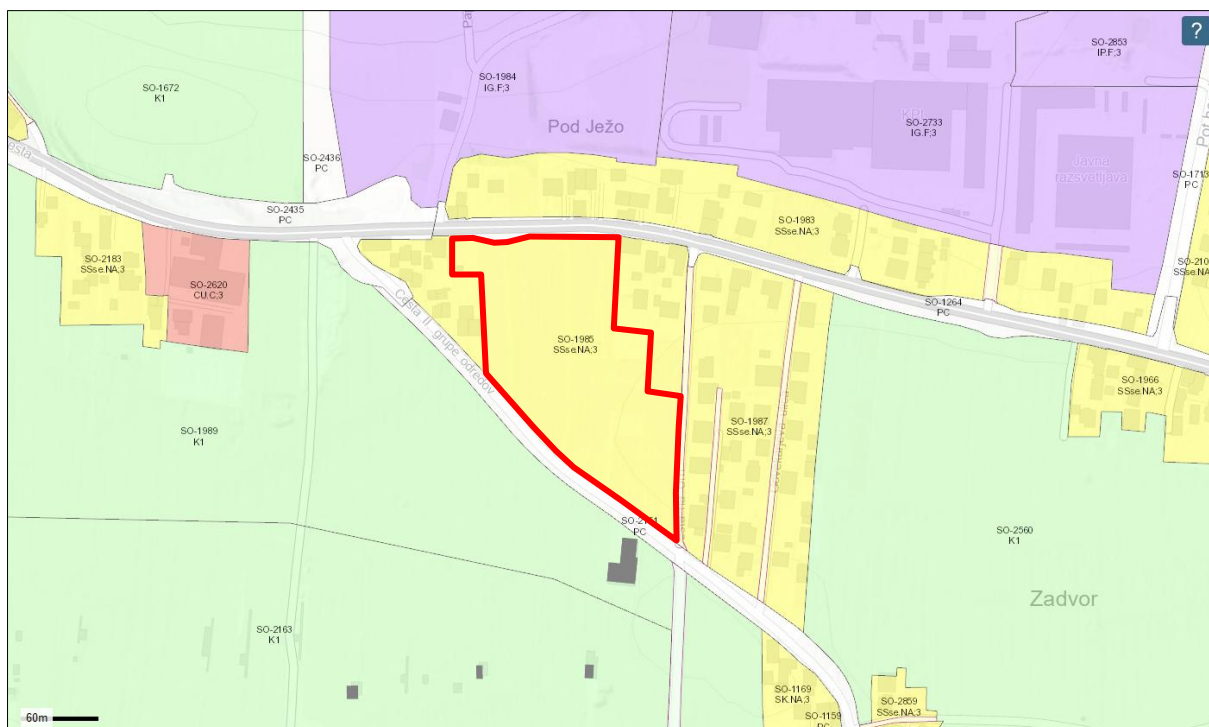 ?
SO-2853
IP.F;3
SO-1672
K1
SO-1984
IG.F;3
Pod Ježo
KPL
SO-2733
IG.F;3
Javna
razsvetljava
SO-2436
PC
SO-1713
PC
SO-2435
PC
SO-1983
SSse.NA;3
SO-2183
SSse.NA;3
SO-2620
CU.C;3
SO-1264
PC
Cesta II. grupe odredov
SO-1985
SSse.NA;3
SO-1966
SSse.NA;3
SO-1987
SSse.NA;3
SO-1989
K1
PC
SO-2560
K1
Zadvor
SO-2163
K1
SO-1169
SK.NA;3
SO-1159
PC
SO-2859
SSse.NA;3
60m